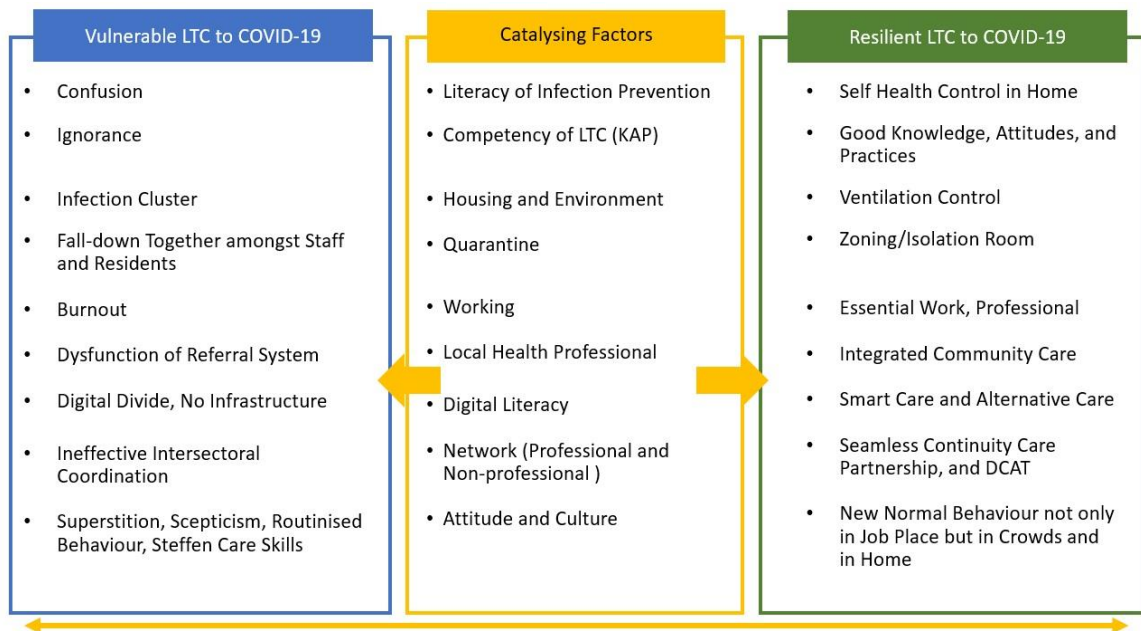 Vulnerable LTC to COVID-19
• Confusion
• Ignorance
• Infection Cluster
• Fall-down Together amongst Staff
and Residents
• Burnout
• Dysfunction of Referral System
• Digital Divide, No Infrastructure
• Ineffective Intersectoral
Coordination
• Superstition, Scepticism, Routinised
Behaviour, Steffen Care Skills
Catalysing Factors
• Literacy of Infection Prevention
• Competency of LTC (KAP)
• Housing and Environment
• Quarantine
• Working
• Local Health Professional
• Digital Literacy
• Network (Professional and
Non-professional )
• Attitude and Culture
Resilient LTC to COVID-19
• Self Health Control in Home
• Good Knowledge, Attitudes, and
Practices
• Ventilation Control
• Zoning/Isolation Room
• Essential Work, Professional
• Integrated Community Care
• Smart Care and Alternative Care
• Seamless Continuity Care
Partnership, and DCAT
• New Normal Behaviour not only
in Job Place but in Crowds and
in Home